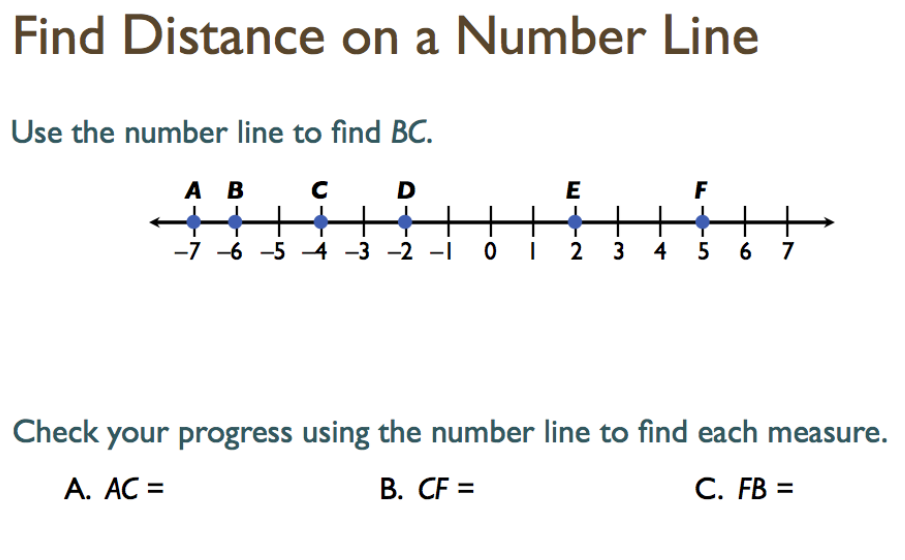 Find Distance on a Number Line
Use the number line to find BC.
A B C D E F
–7 –6 –5 –4 –3 –2 –1 0 1 2 3 4 5 6 7
Check your progress using the number line to find each measure.
A. AC = B. CF = C. FB =